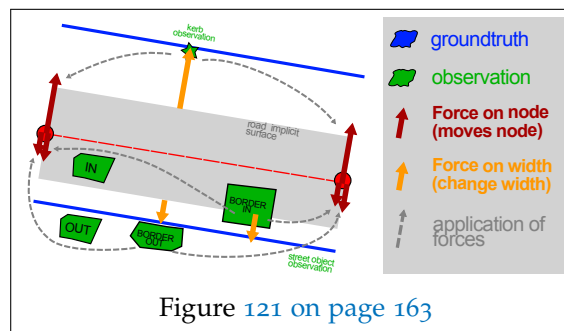 kerb
observation
road implicit
surface
IN
BORDER
IN
OUT
BORDER
OUT
street object
observation
groundtruth
observation
Force on node
(moves node)
Force on width
(change width)
application of
forces
Figure 121 on page 163